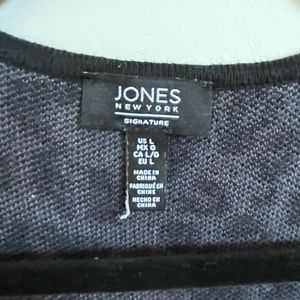 JONES
NEW YORK
SIGNATURE
US L
MX G
CA L/G
EU L
MADE IN
CHINA
FABRIQUÉ EN
CHINE
HECHO EN
CHINA